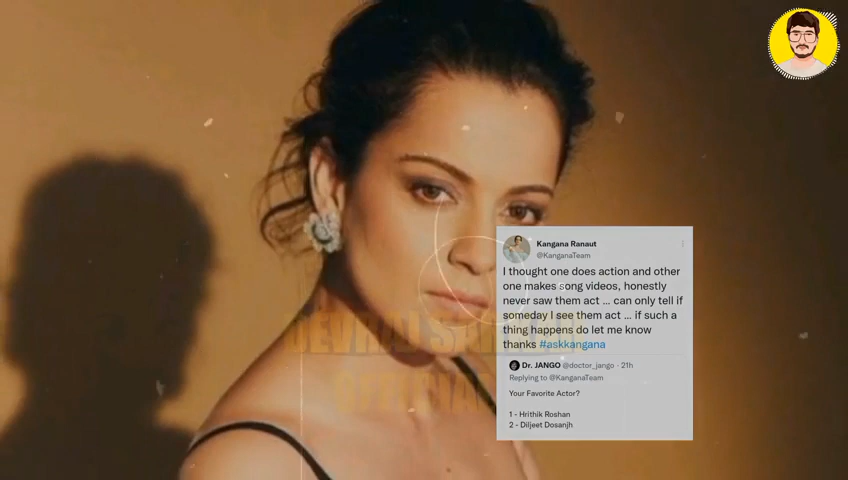 Kangana Ranaut
@KanganaTeam
I thought one does action and other
one makes song videos, honestly
never saw them act ... can only tell if
someday I see them act ... if such a
thing happens do let me know
thanks #askkangana
Dr. JANGO @doctor_jango · 21h
Replying to @KanganaTeam
Your Favorite Actor?
1 - Hrithik Roshan
2 - Diljeet Dosanjh
DEVRAJ
OFFICIAL